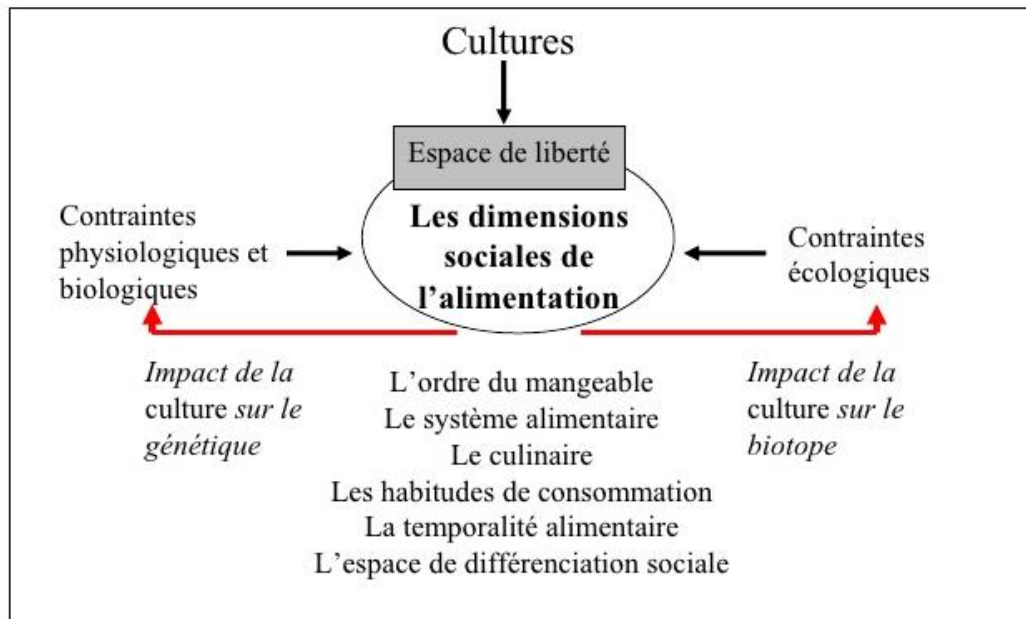 Cultures
Espace de liberté
Les dimensions
sociales de
l’alimentation
Contraintes
physiologiques et
biologiques
Contraintes
écologiques
Impact de la
culture sur le
génétique
L’ordre du mangeable
Le système alimentaire
Le culinaire
Les habitudes de consommation
La temporalité alimentaire
L’espace de différenciation sociale
Impact de la
culture sur le
biotope